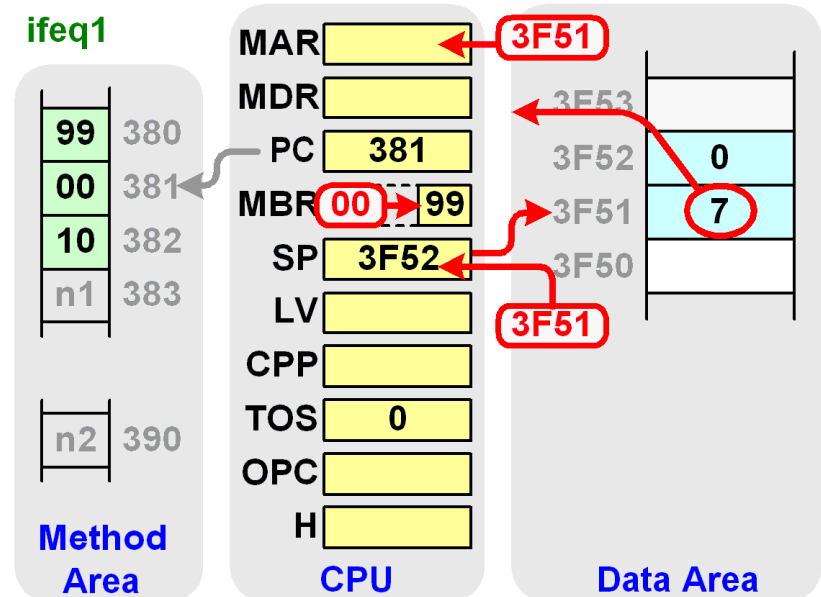 ifeq1
99 380
00 381
10 382
n1 383
n2 390
Method
Area
MAR 3F51
MDR
PC 381
MBR 00 99
SP 3F52
3F51
LV
CPP
TOS 0
OPC
H
CPU
3F53
3F52 0
3F51 7
3F50
Data Area